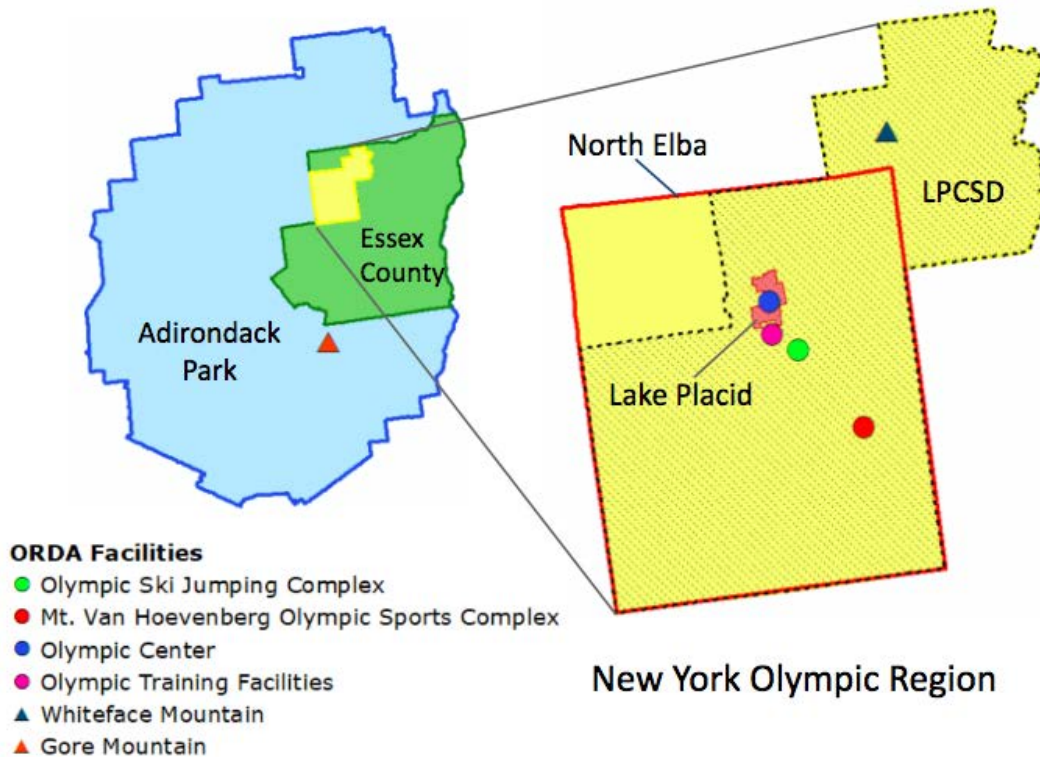 North Elba
LPCSD
Essex
County
Adirondack
Park
Lake Placid
ORDA Facilities
Olympic Ski Jumping Complex
Mt. Van Hoevenberg Olympic Sports Complex
Olympic Center
Olympic Training Facilities
Whiteface Mountain
Gore Mountain
New York Olympic Region